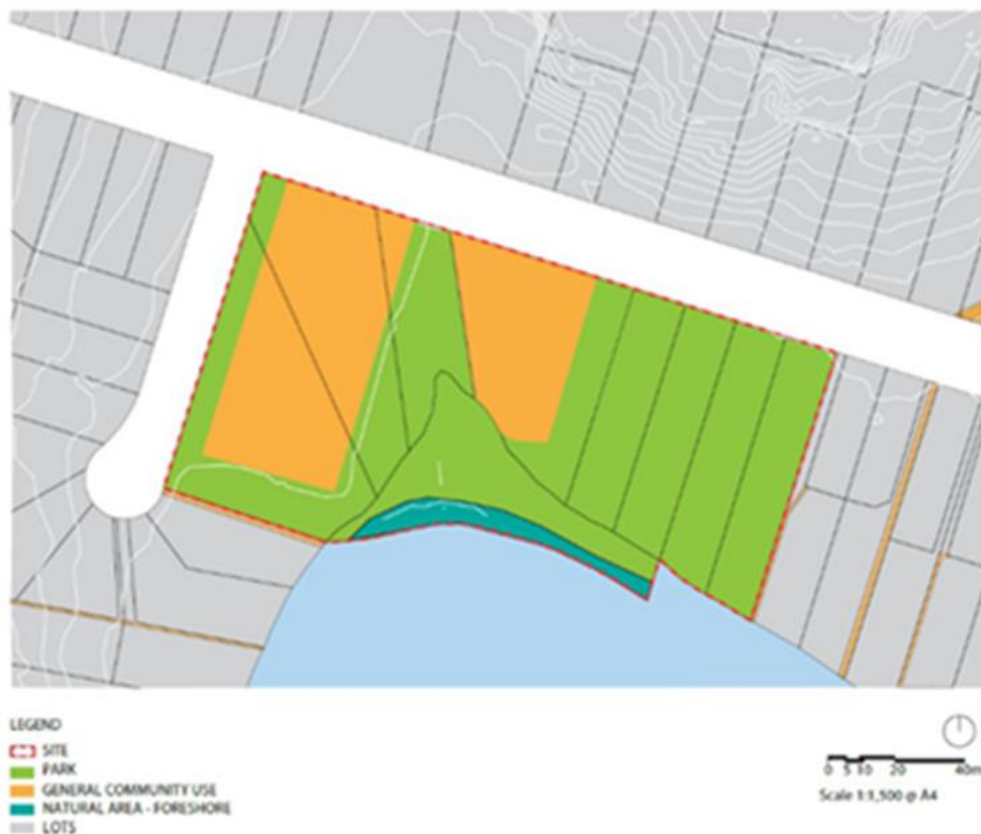 LEGEND
SITE
PARK
GENERAL COMMUNITY USE
NATURAL AREA - FORESHORE
LOTS
0 5 10 20 40m
Scale 1:1,500 @ A4